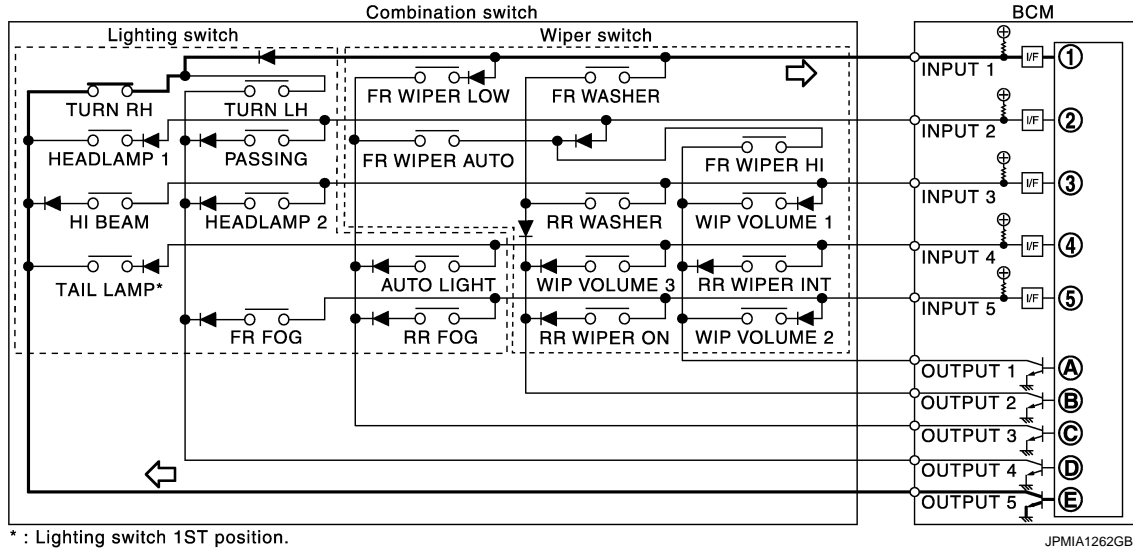 Combination switch
BCM
Lighting switch
Wiper switch
TURN RH
TURN LH
FR WIPER LOW
FR WASHER
INPUT 1
I/F
1
HEADLAMP 1
PASSING
FR WIPER AUTO
FR WIPER HI
INPUT 2
I/F
2
HI BEAM
HEADLAMP 2
RR WASHER
WIP VOLUME 1
INPUT 3
I/F
3
TAIL LAMP*
AUTO LIGHT
WIP VOLUME 3
RR WIPER INT
INPUT 4
I/F
4
FR FOG
RR FOG
RR WIPER ON
WIP VOLUME 2
INPUT 5
I/F
5
OUTPUT 1
A
OUTPUT 2
B
OUTPUT 3
C
OUTPUT 4
D
OUTPUT 5
E
* : Lighting switch 1ST position.
JPMIA1262GB